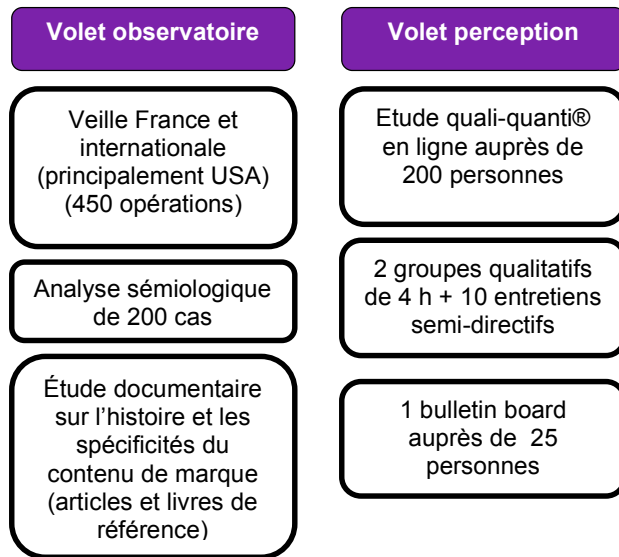 Volet observatoire
Veille France et
internationale
(principalement USA)
(450 opérations)
Analyse sémiologique
de 200 cas
Étude documentaire
sur l’histoire et les
spécificités du
contenu de marque
(articles et livres de
référence)
Volet perception
Etude quali-quanti®
en ligne auprès de
200 personnes
2 groupes qualitatifs
de 4 h + 10 entretiens
semi-directifs
1 bulletin board
auprès de  25
personnes